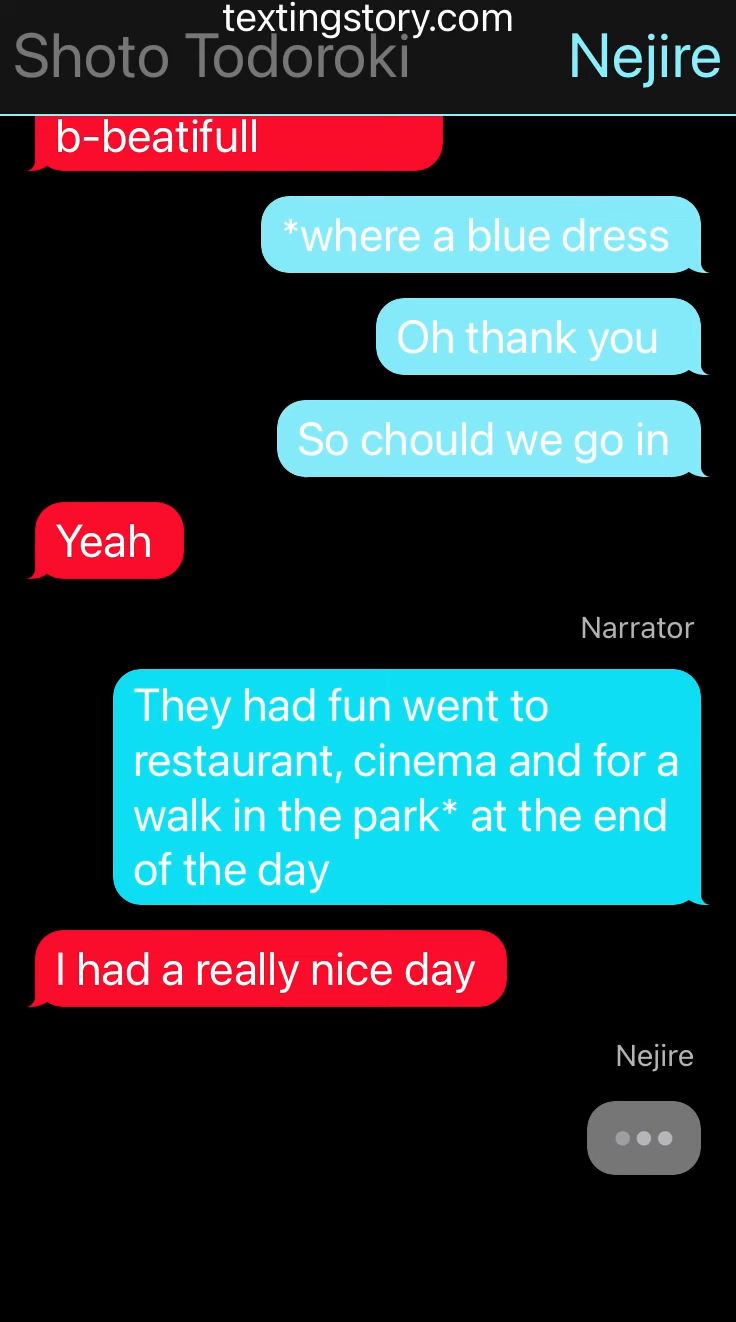 textingstory.com
Shoto Todoroki Nejire
b-beatifull
*where a blue dress
Oh thank you
So chould we go in
Yeah
Narrator
They had fun went to
restaurant, cinema and for a
walk in the park* at the end
of the day
I had a really nice day
Nejire